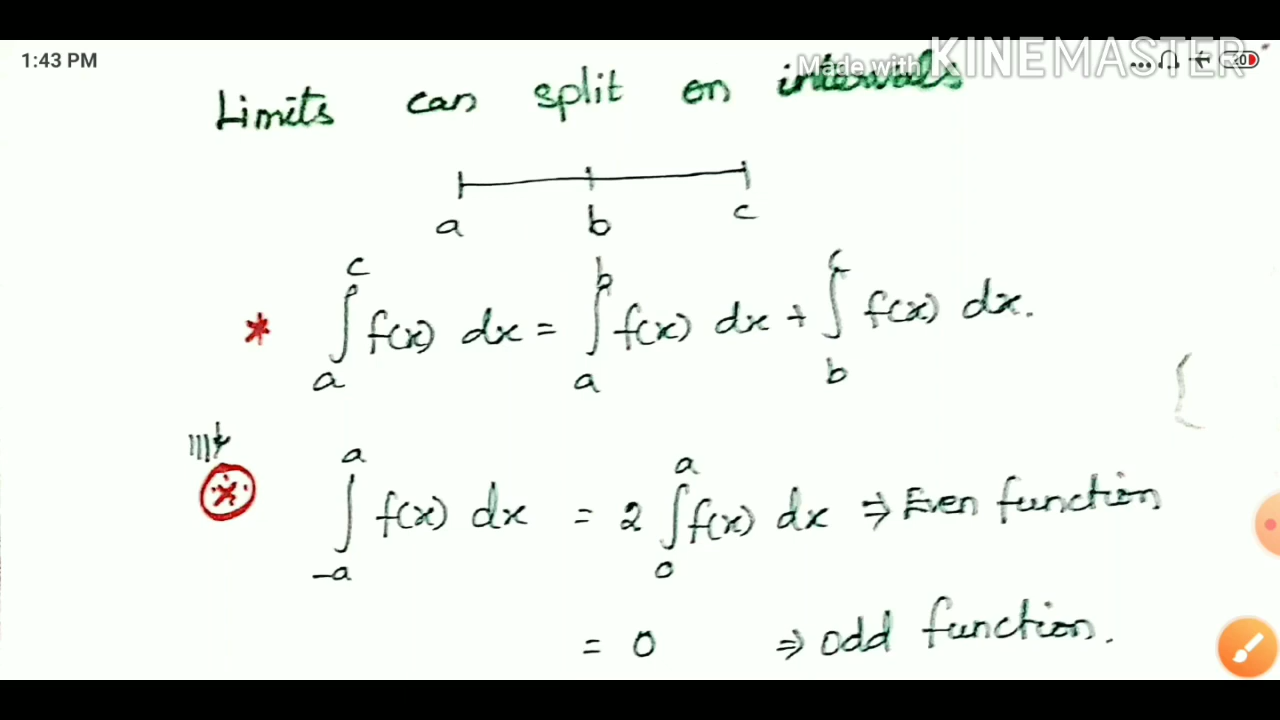 1:43 PM
Made with KINEMASTER
20
Limits can split on intervals
a b c
* ∫_a^c f(x) dx = ∫_a^b f(x) dx + ∫_b^c f(x) dx.
* ∫_{-a}^a f(x) dx = 2 ∫_0^a f(x) dx ⇒ Even function
= 0 ⇒ odd function.